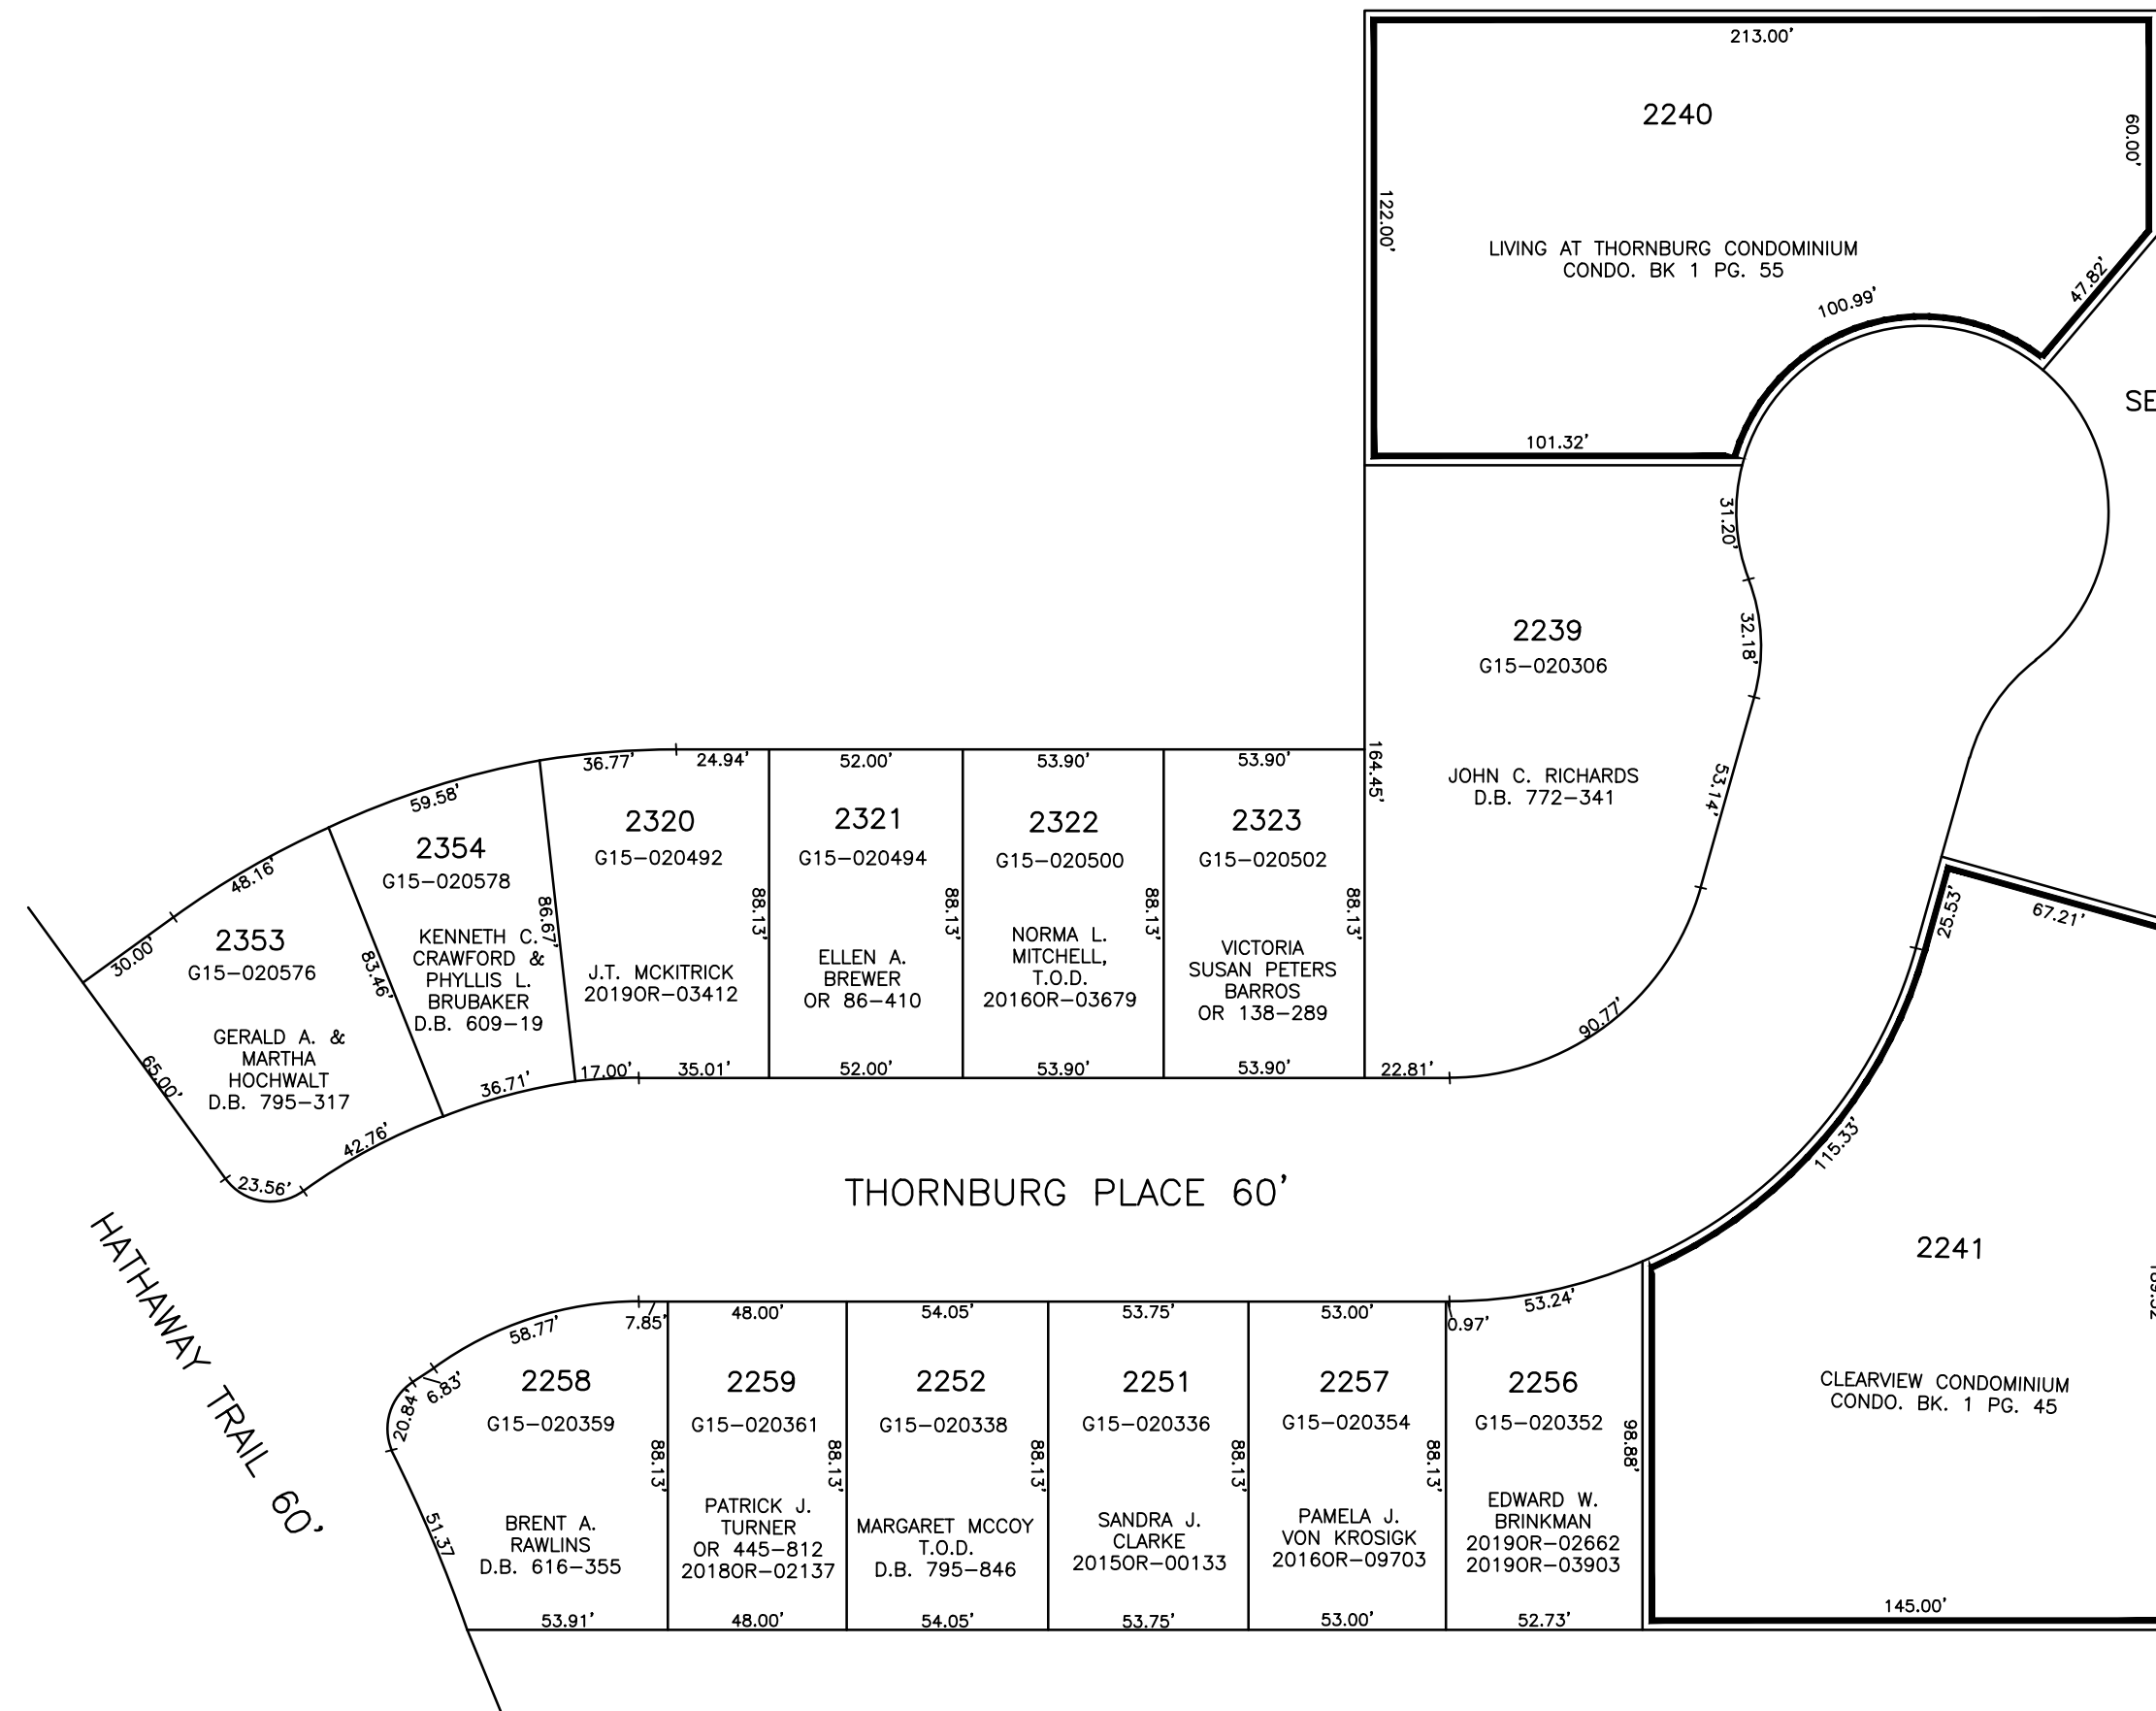 213.00'
2240
60.00'
122.00'
LIVING AT THORNBURG CONDOMINIUM
CONDO. BK 1 PG. 55
47.82'
100.99'
SE
101.32'
31.20'
2239
G15-020306
32.18'
164.45'
JOHN C. RICHARDS
D.B. 772-341
53.14'
90.77'
22.81'
48.16'
30.00'
2353
G15-020576
83.46'
GERALD A. &
MARTHA
HOCHWALT
D.B. 795-317
65.00'
23.56'
42.76'
59.58'
2354
G15-020578
86.67'
KENNETH C.
CRAWFORD &
PHYLLIS L.
BRUBAKER
D.B. 609-19
36.71'
36.77'
24.94'
2320
G15-020492
88.13'
J.T. MCKITRICK
2019OR-03412
17.00'
35.01'
52.00'
2321
G15-020494
88.13'
ELLEN A.
BREWER
OR 86-410
52.00'
53.90'
2322
G15-020500
88.13'
NORMA L.
MITCHELL,
T.O.D.
2016OR-03679
53.90'
53.90'
2323
G15-020502
88.13'
VICTORIA
SUSAN PETERS
BARROS
OR 138-289
53.90'
THORNBURG PLACE 60'
HATHAWAY TRAIL 60'
58.77'
7.85'
6.83'
20.84'
2258
G15-020359
88.13'
51.37
BRENT A.
RAWLINS
D.B. 616-355
53.91'
48.00'
2259
G15-020361
88.13'
PATRICK J.
TURNER
OR 445-812
2018OR-02137
48.00'
54.05'
2252
G15-020338
88.13'
MARGARET MCCOY
T.O.D.
D.B. 795-846
54.05'
53.75'
2251
G15-020336
88.13'
SANDRA J.
CLARKE
2015OR-00133
53.75'
53.00'
2257
G15-020354
88.13'
PAMELA J.
VON KROSIGK
2016OR-09703
53.00'
0.97'
53.24'
2256
G15-020352
98.88'
EDWARD W.
BRINKMAN
2019OR-02662
2019OR-03903
52.73'
25.53'
67.21'
115.33'
2241
CLEARVIEW CONDOMINIUM
CONDO. BK. 1 PG. 45
145.00'